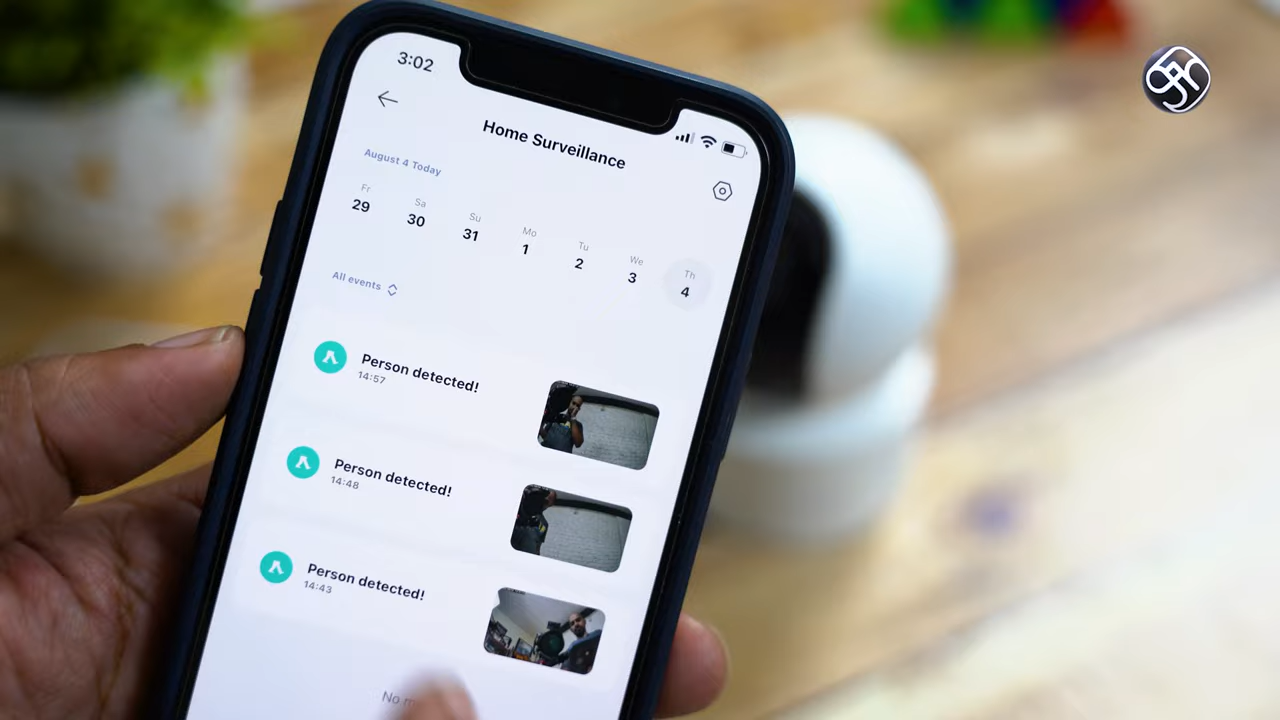 3:02
Home Surveillance
August 4 Today
Fr Sa Su Mo Tu We Th
29 30 31 1 2 3 4
All events
Person detected!
14:57
Person detected!
14:48
Person detected!
14:43
No